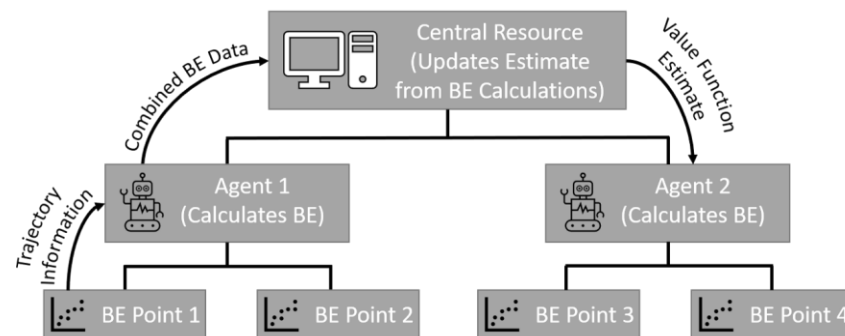 Central Resource
(Updates Estimate
from BE Calculations)
Combined BE Data
Value Function
Estimate
Agent 1
(Calculates BE)
Agent 2
(Calculates BE)
Trajectory
Information
BE Point 1
BE Point 2
BE Point 3
BE Point 4